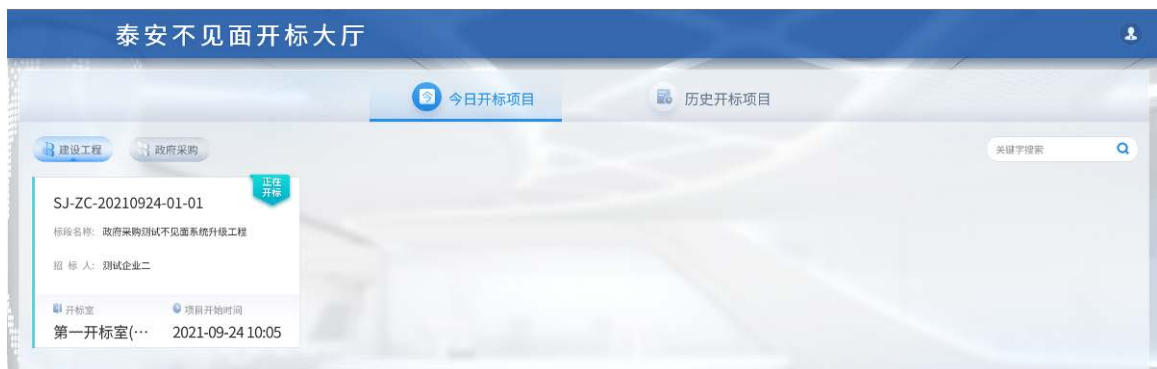 泰安不见面开标大厅
今日开标项目
历史开标项目
建设工程
政府采购
关键字搜索
正在
开标
SJ-ZC-20210924-01-01
标段名称: 政府采购测试不见面系统升级工程
招 标 人: 测试企业二
开标室
项目开始时间
第一开标室(…
2021-09-24 10:05